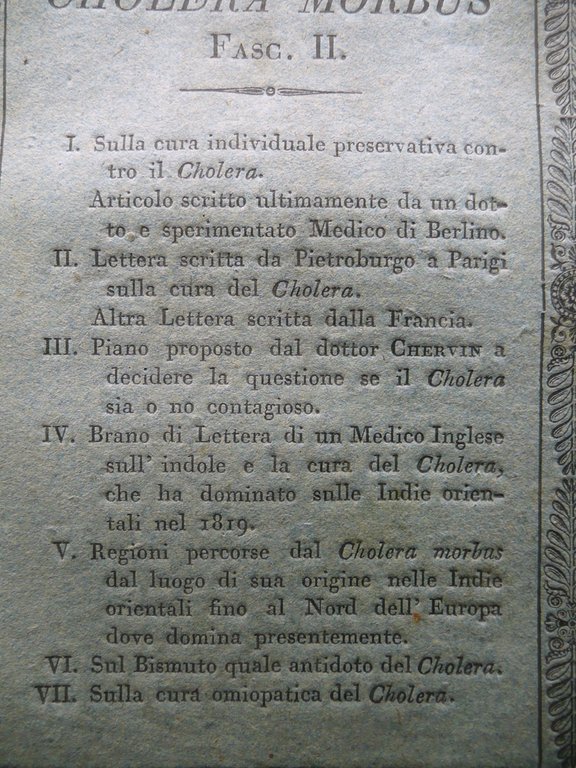 CHOLERA MORBUS
FASC. II.
I. Sulla cura individuale preservativa con-
tro il Cholera.
Articolo scritto ultimamente da un dot-
to e sperimentato Medico di Berlino.
II. Lettera scritta da Pietroburgo a Parigi
sulla cura del Cholera.
Altra Lettera scritta dalla Francia.
III. Piano proposto dal dottor CHERVIN a
decidere la questione se il Cholera
sia o no contagioso.
IV. Brano di Lettera di un Medico Inglese
sull' indole e la cura del Cholera,
che ha dominato sulle Indie orien-
tali nel 1819.
V. Regioni percorse dal Cholera morbus
dal luogo di sua origine nelle Indie
orientali fino al Nord dell' Europa
dove domina presentemente.
VI. Sul Bismuto quale antidoto del Cholera.
VII. Sulla cura omiopatica del Cholera.